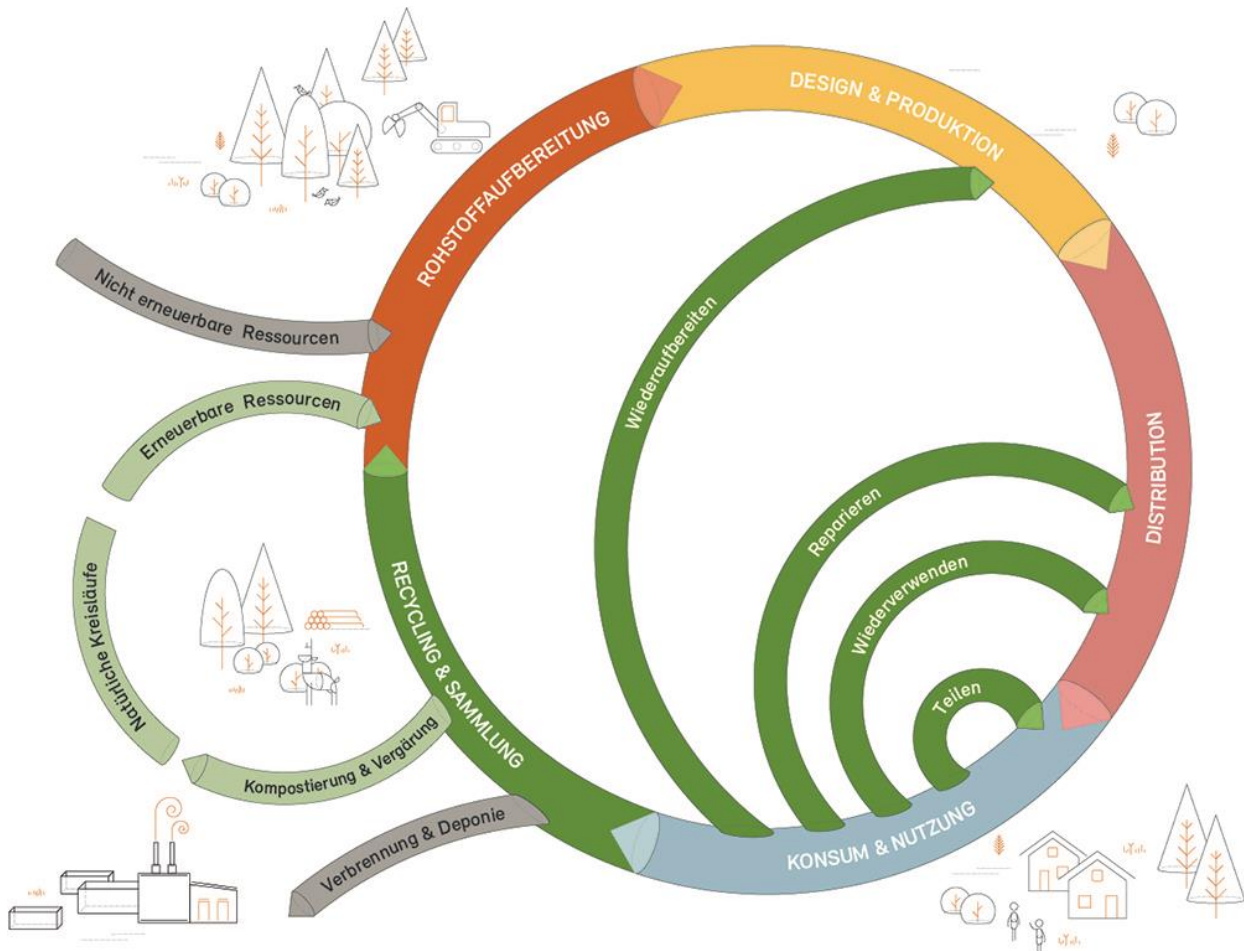 DESIGN & PRODUKTION
ROHSTOFFAUFBEREITUNG
Nicht erneuerbare Ressourcen
Wiederaufbereiten
Erneuerbare Ressourcen
DISTRIBUTION
Reparieren
Wiederverwenden
Natürliche Kreisläufe
RECYCLING & SAMMLUNG
Teilen
Kompostierung & Vergärung
Verbrennung & Deponie
KONSUM & NUTZUNG